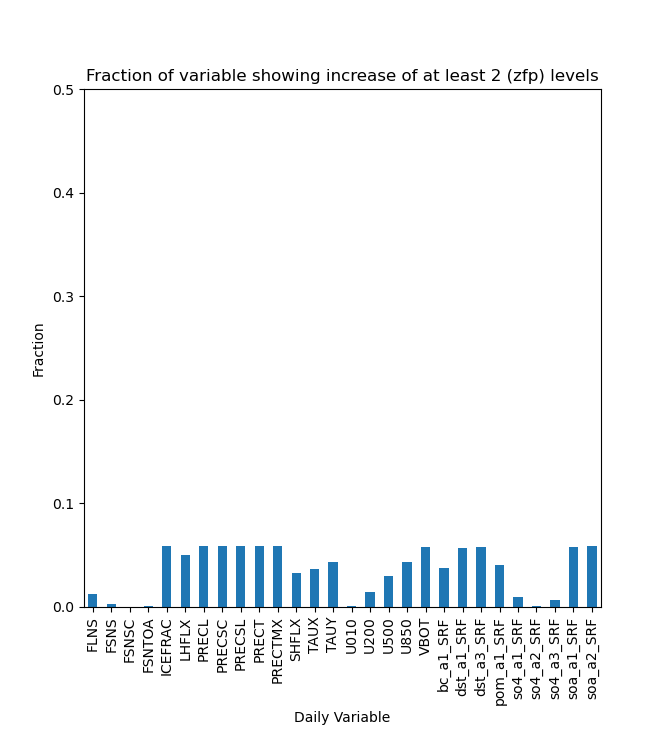 Fraction of variable showing increase of at least 2 (zfp) levels
0.5
0.4
0.3
0.2
0.1
0.0
Fraction
FLNS
FSNS
FSNSC
FSNTOA
ICEFRAC
LHFLX
PRECL
PRECSC
PRECSL
PRECT
PRECTMX
SHFLX
TAUX
TAUY
U010
U200
U500
U850
VBOT
bc_a1_SRF
dst_a1_SRF
dst_a3_SRF
pom_a1_SRF
so4_a1_SRF
so4_a2_SRF
so4_a3_SRF
soa_a1_SRF
soa_a2_SRF
Daily Variable